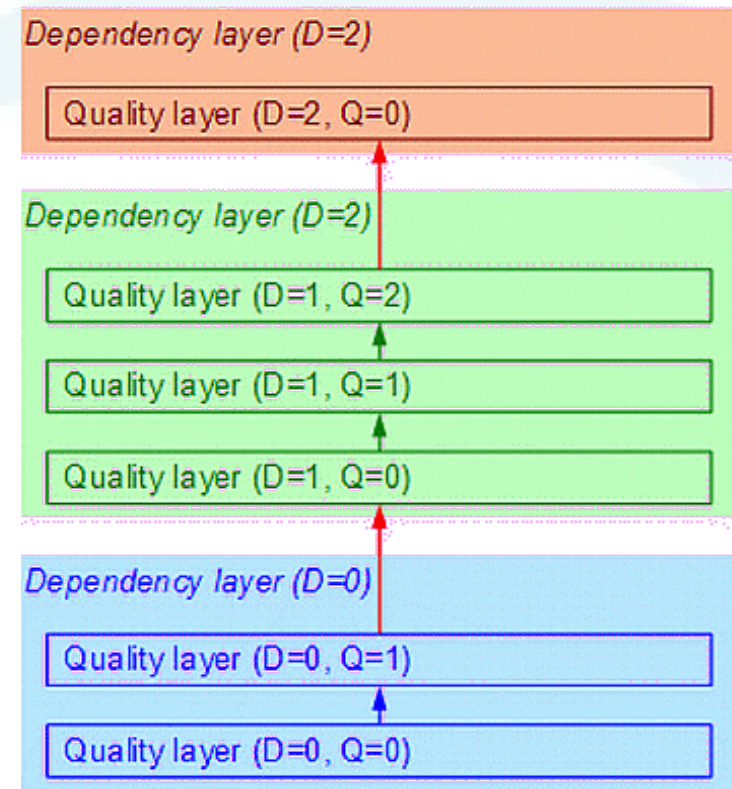 Dependency layer (D=2)
Quality layer (D=2, Q=0)
Dependency layer (D=2)
Quality layer (D=1, Q=2)
Quality layer (D=1, Q=1)
Quality layer (D=1, Q=0)
Dependency layer (D=0)
Quality layer (D=0, Q=1)
Quality layer (D=0, Q=0)